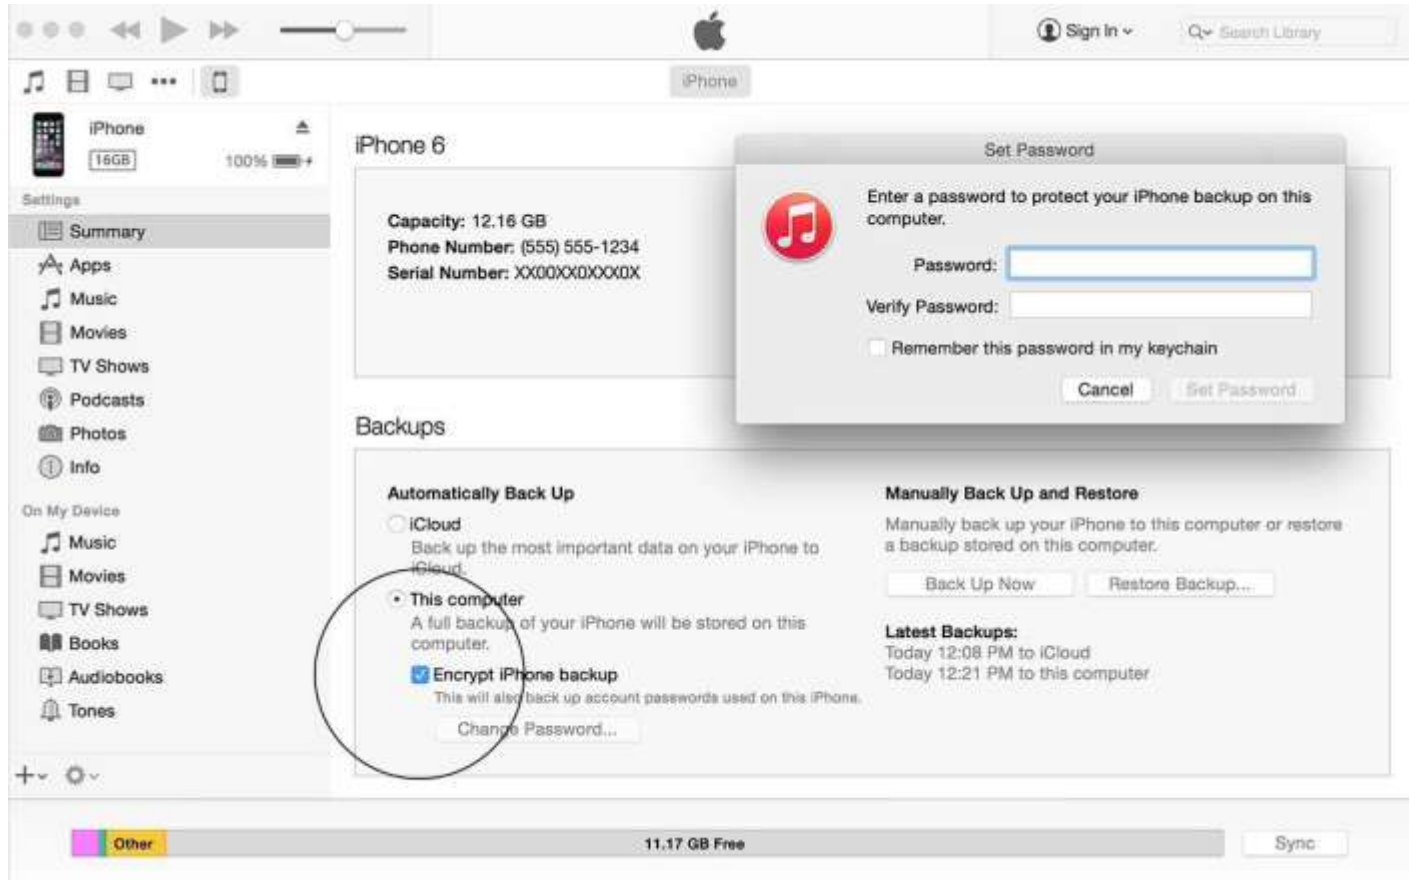 Sign In
Search Library
iPhone
iPhone
16GB
100%
Settings
Summary
Apps
Music
Movies
TV Shows
Podcasts
Photos
Info
On My Device
Music
Movies
TV Shows
Books
Audiobooks
Tones
iPhone 6
Capacity: 12.16 GB
Phone Number: (555) 555-1234
Serial Number: XX00XX0XXX0X
Set Password
Enter a password to protect your iPhone backup on this
computer.
Password:
Verify Password:
Remember this password in my keychain
Cancel
Set Password
Backups
Automatically Back Up
iCloud
Back up the most important data on your iPhone to
iCloud.
This computer
A full backup of your iPhone will be stored on this
computer.
Encrypt iPhone backup
This will also back up account passwords used on this iPhone.
Change Password...
Manually Back Up and Restore
Manually back up your iPhone to this computer or restore
a backup stored on this computer.
Back Up Now
Restore Backup...
Latest Backups:
Today 12:08 PM to iCloud
Today 12:21 PM to this computer
Other
11.17 GB Free
Sync